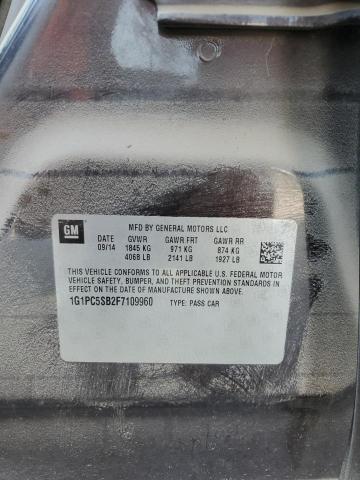 GM
MFD BY GENERAL MOTORS LLC
DATE GVWR GAWR FRT GAWR RR
09/14 1845 KG 971 KG 874 KG
4068 LB 2141 LB 1927 LB
THIS VEHICLE CONFORMS TO ALL APPLICABLE U.S. FEDERAL MOTOR
VEHICLE SAFETY, BUMPER, AND THEFT PREVENTION STANDARDS IN
EFFECT ON THE DATE OF MANUFACTURE SHOWN ABOVE.
1G1PC5SB2F7109960 TYPE: PASS CAR